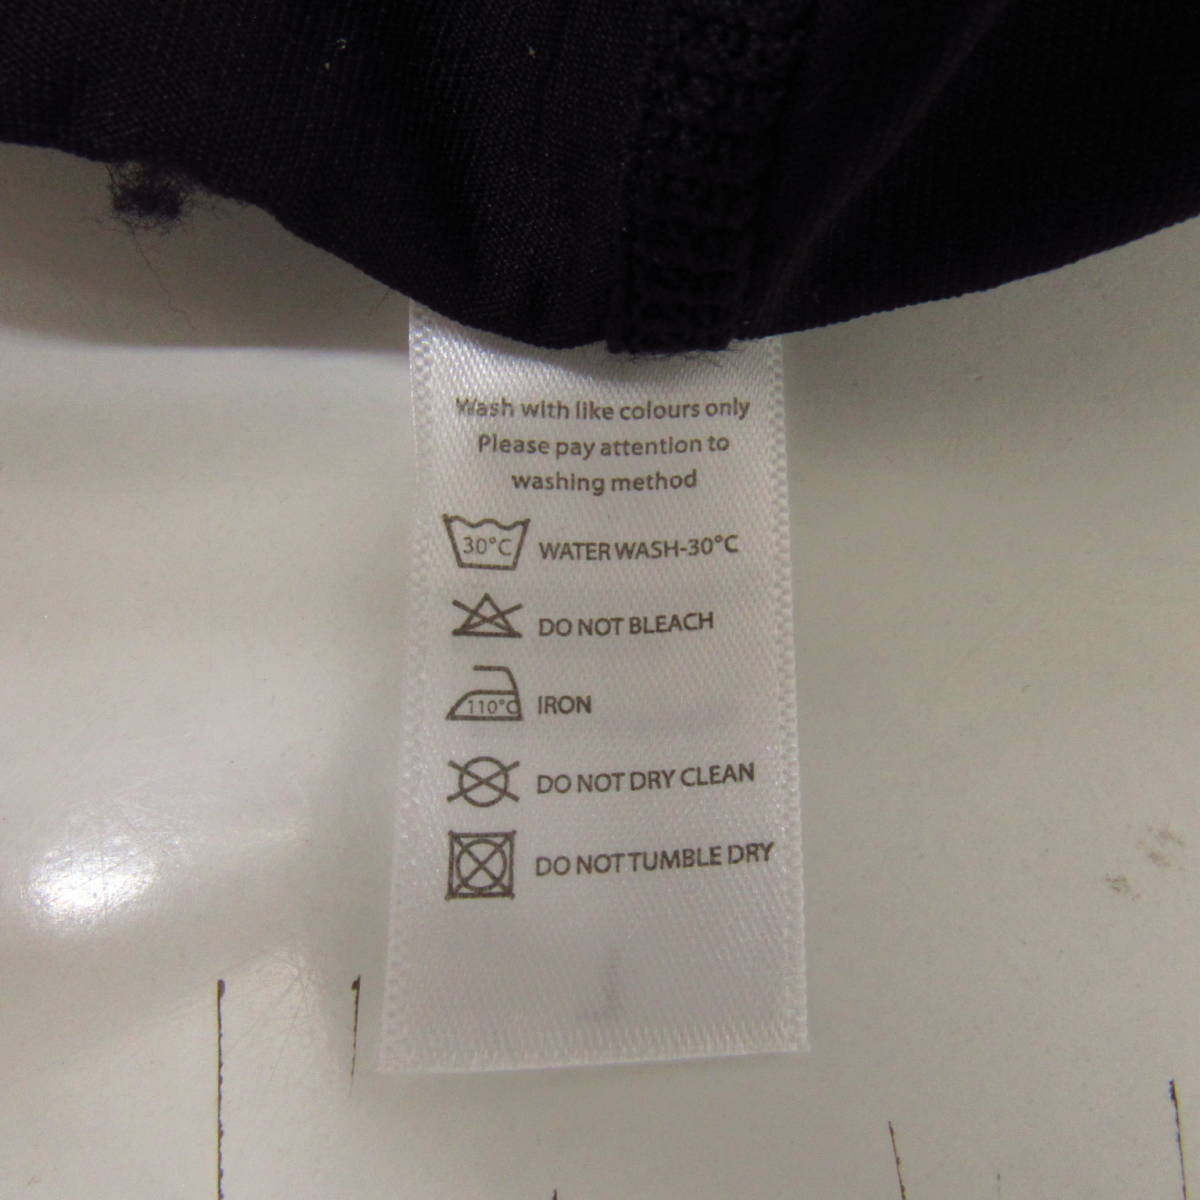 Wash with like colours only
Please pay attention to
washing method
30°C WATER WASH-30°C
DO NOT BLEACH
110°C IRON
DO NOT DRY CLEAN
DO NOT TUMBLE DRY